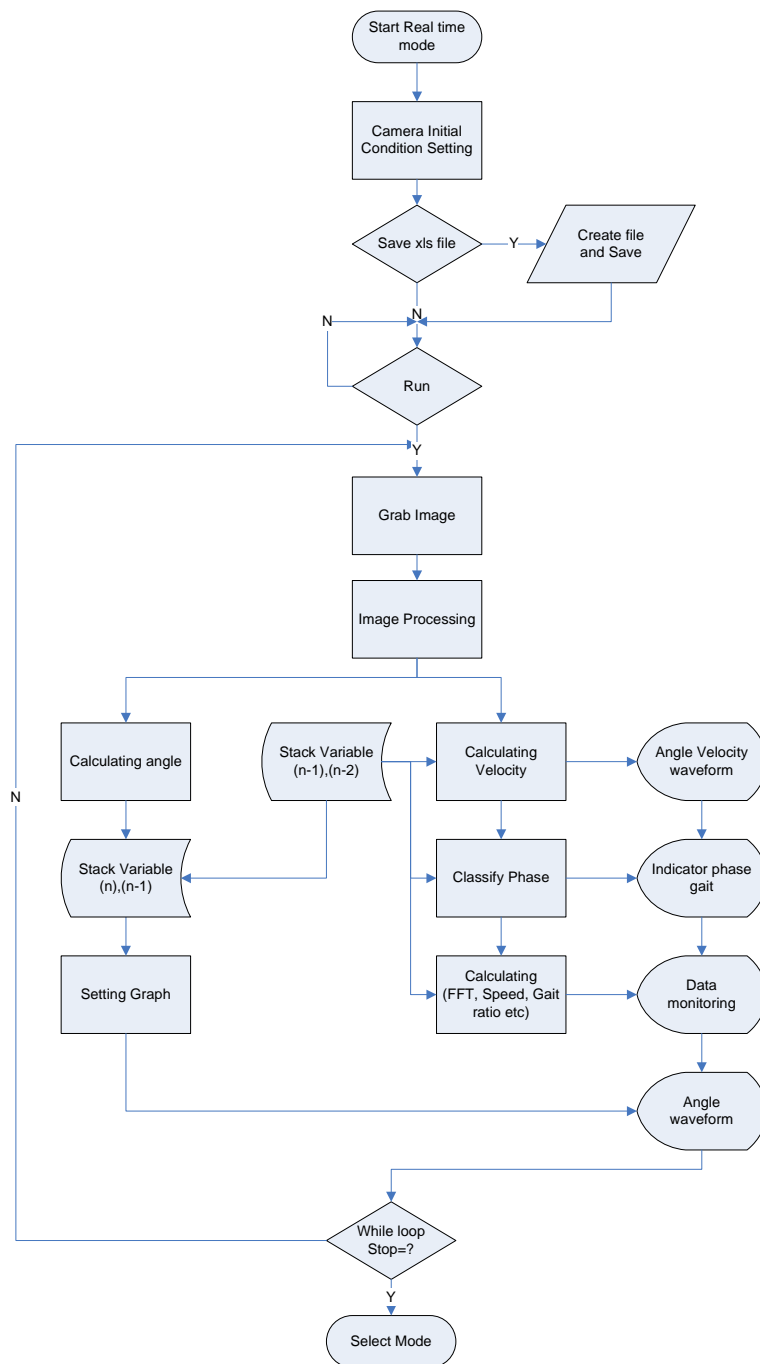 Start Real time
mode
Camera Initial
Condition Setting
Save xls file
Y
Create file
and Save
N
N
Run
Y
Grab Image
Image Processing
Calculating angle
Stack Variable
(n-1),(n-2)
Calculating
Velocity
Angle Velocity
waveform
N
Stack Variable
(n),(n-1)
Classify Phase
Indicator phase
gait
Setting Graph
Calculating
(FFT, Speed, Gait
ratio etc)
Data
monitoring
Angle
waveform
While loop
Stop=?
Y
Select Mode